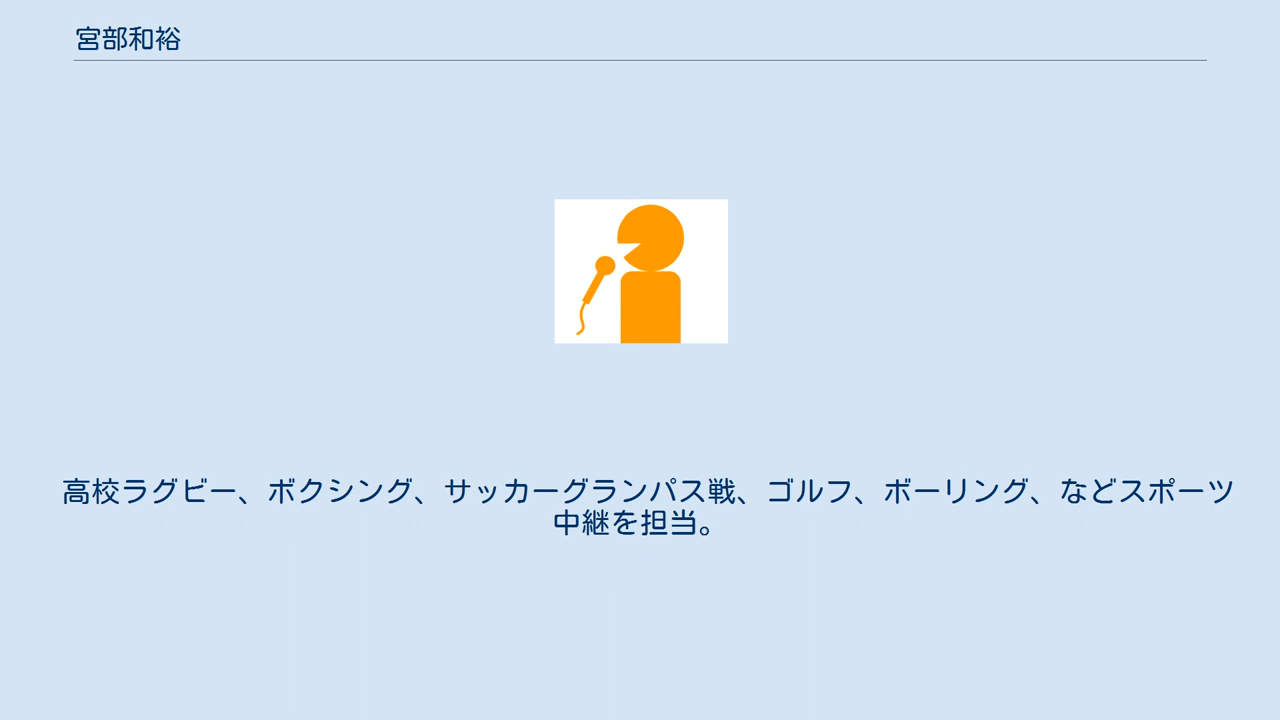 宮部和裕
高校ラグビー、ボクシング、サッカーグランパス戦、ゴルフ、ボーリング、などスポーツ
中継を担当。